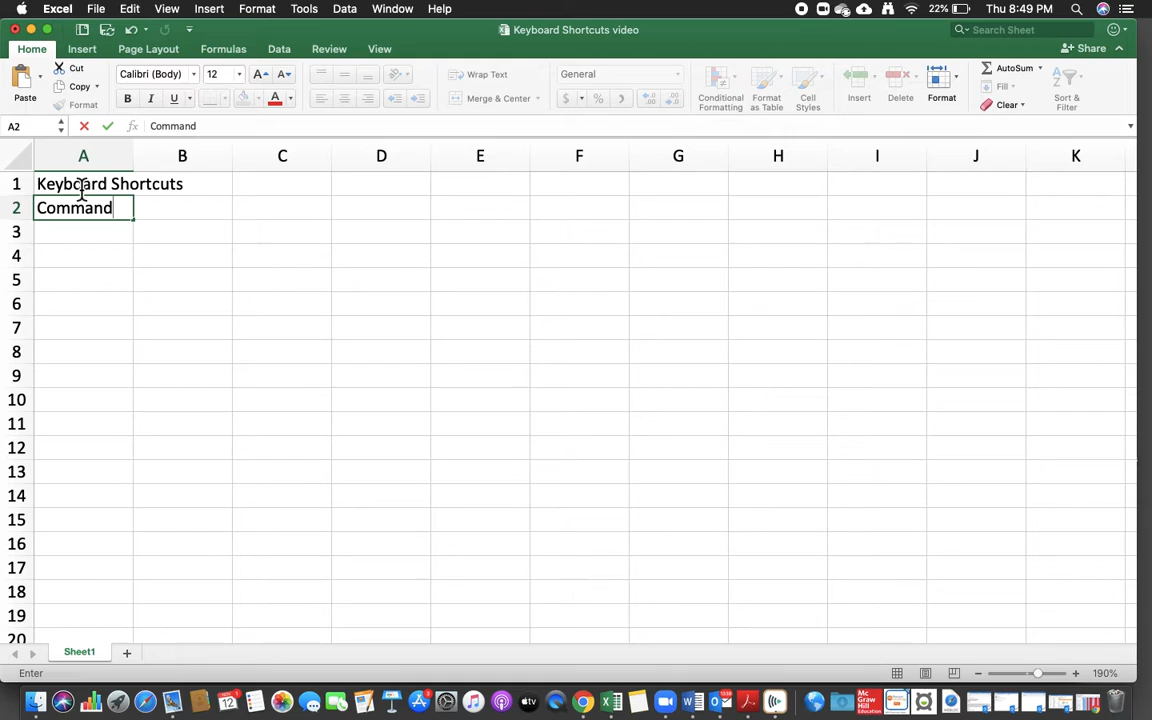 Excel File Edit View Insert Format Tools Data Window Help 22% Thu 8:49 PM
Keyboard Shortcuts video Search Sheet
Home Insert Page Layout Formulas Data Review View Share
Paste Cut Copy Format
Calibri (Body) 12 A A
B I U A
Wrap Text
Merge & Center
General
$ %
Conditional Formatting
Format as Table
Cell Styles
Insert Delete Format
AutoSum
Fill
Clear
Sort & Filter
A2 fx Command
A B C D E F G H I J K
1 Keyboard Shortcuts
2 Command
3
4
5
6
7
8
9
10
11
12
13
14
15
16
17
18
19
20
Sheet1
Enter 190%